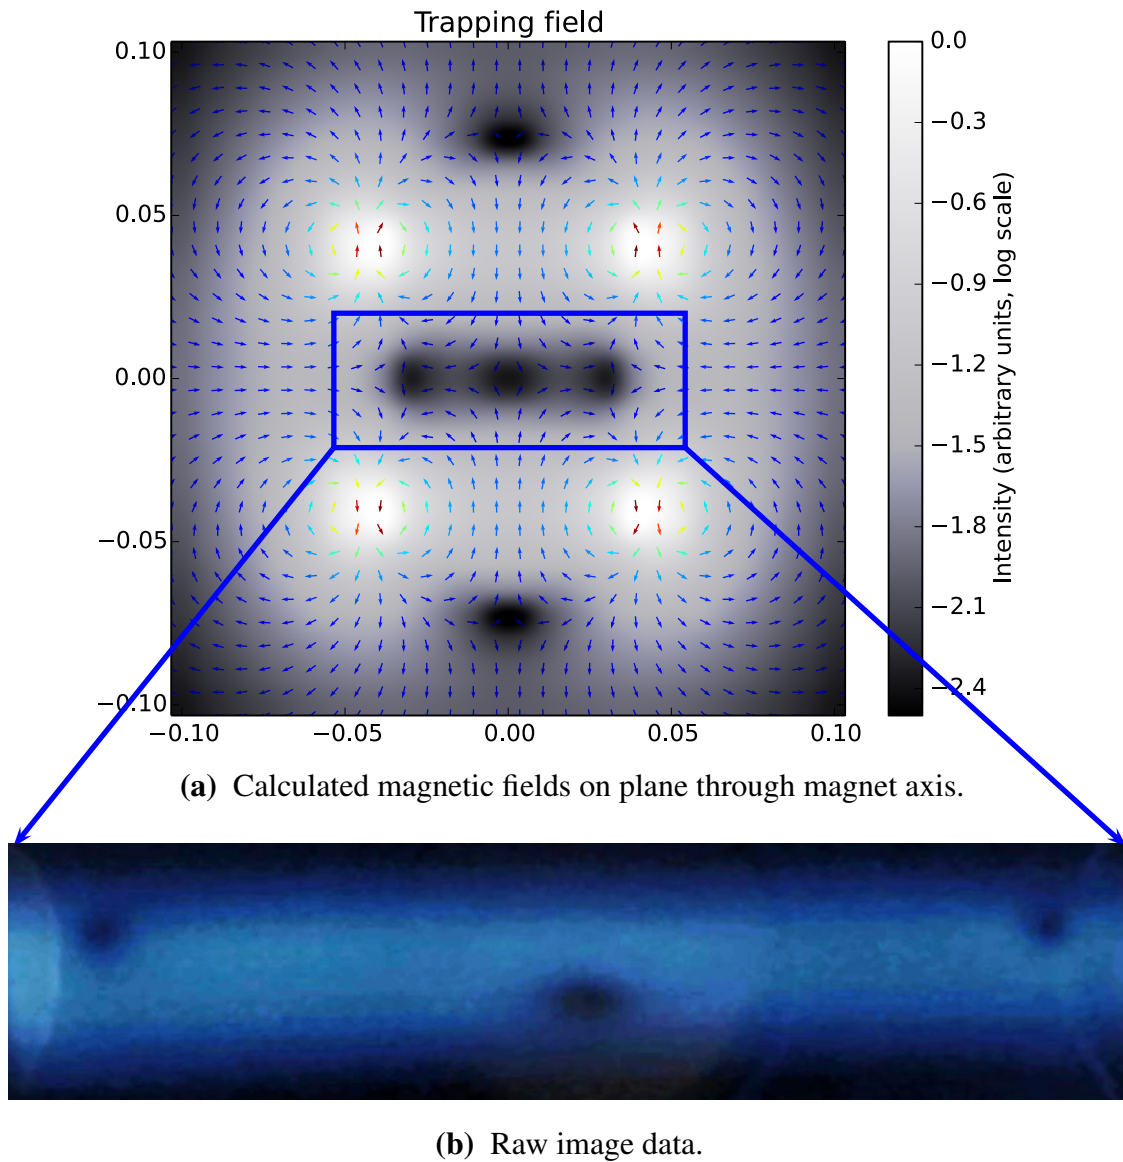 Trapping field
0.10
0.05
0.00
−0.05
−0.10
−0.10 −0.05 0.00 0.05 0.10
0.0
−0.3
−0.6
−0.9
−1.2
−1.5
−1.8
−2.1
−2.4
Intensity (arbitrary units, log scale)
(a) Calculated magnetic fields on plane through magnet axis.
(b) Raw image data.